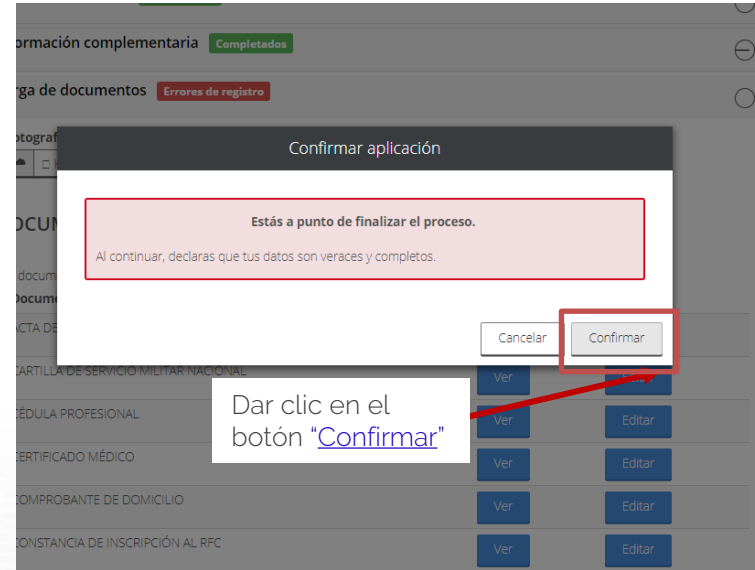 ormación complementaria Completados
rga de documentos Errores de registro
otograf
Confirmar aplicación
OCUM
Estás a punto de finalizar el proceso.
Al continuar, declaras que tus datos son veraces y completos.
docum
Docume
ACTA DE
Cancelar Confirmar
CARTILLA DE SERVICIO MILITAR NACIONAL Ver
CÉDULA PROFESIONAL Ver Editar
Dar clic en el
botón “Confirmar”
CERTIFICADO MÉDICO Ver Editar
COMPROBANTE DE DOMICILIO Ver Editar
CONSTANCIA DE INSCRIPCIÓN AL RFC Ver Editar